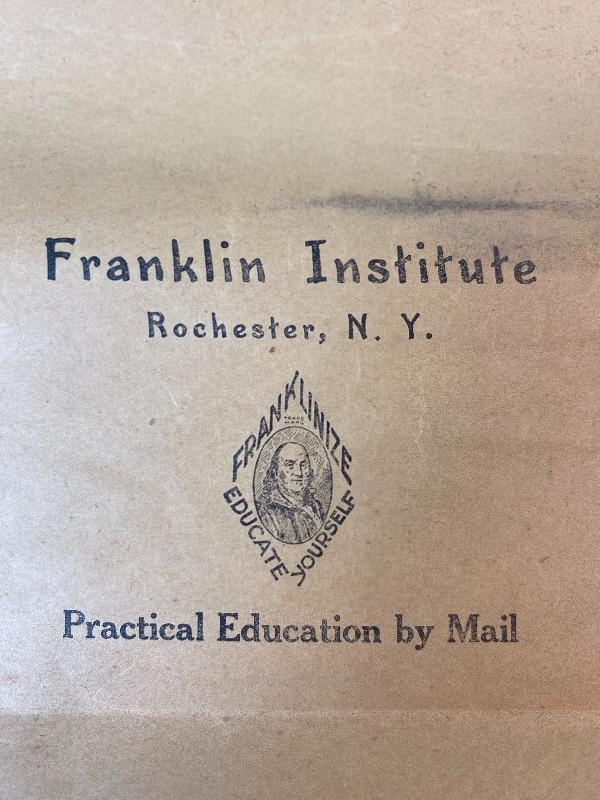 Franklin Institute
Rochester, N. Y.
FRANKLINIZE
TRADE
MARK
EDUCATE YOURSELF
Practical Education by Mail